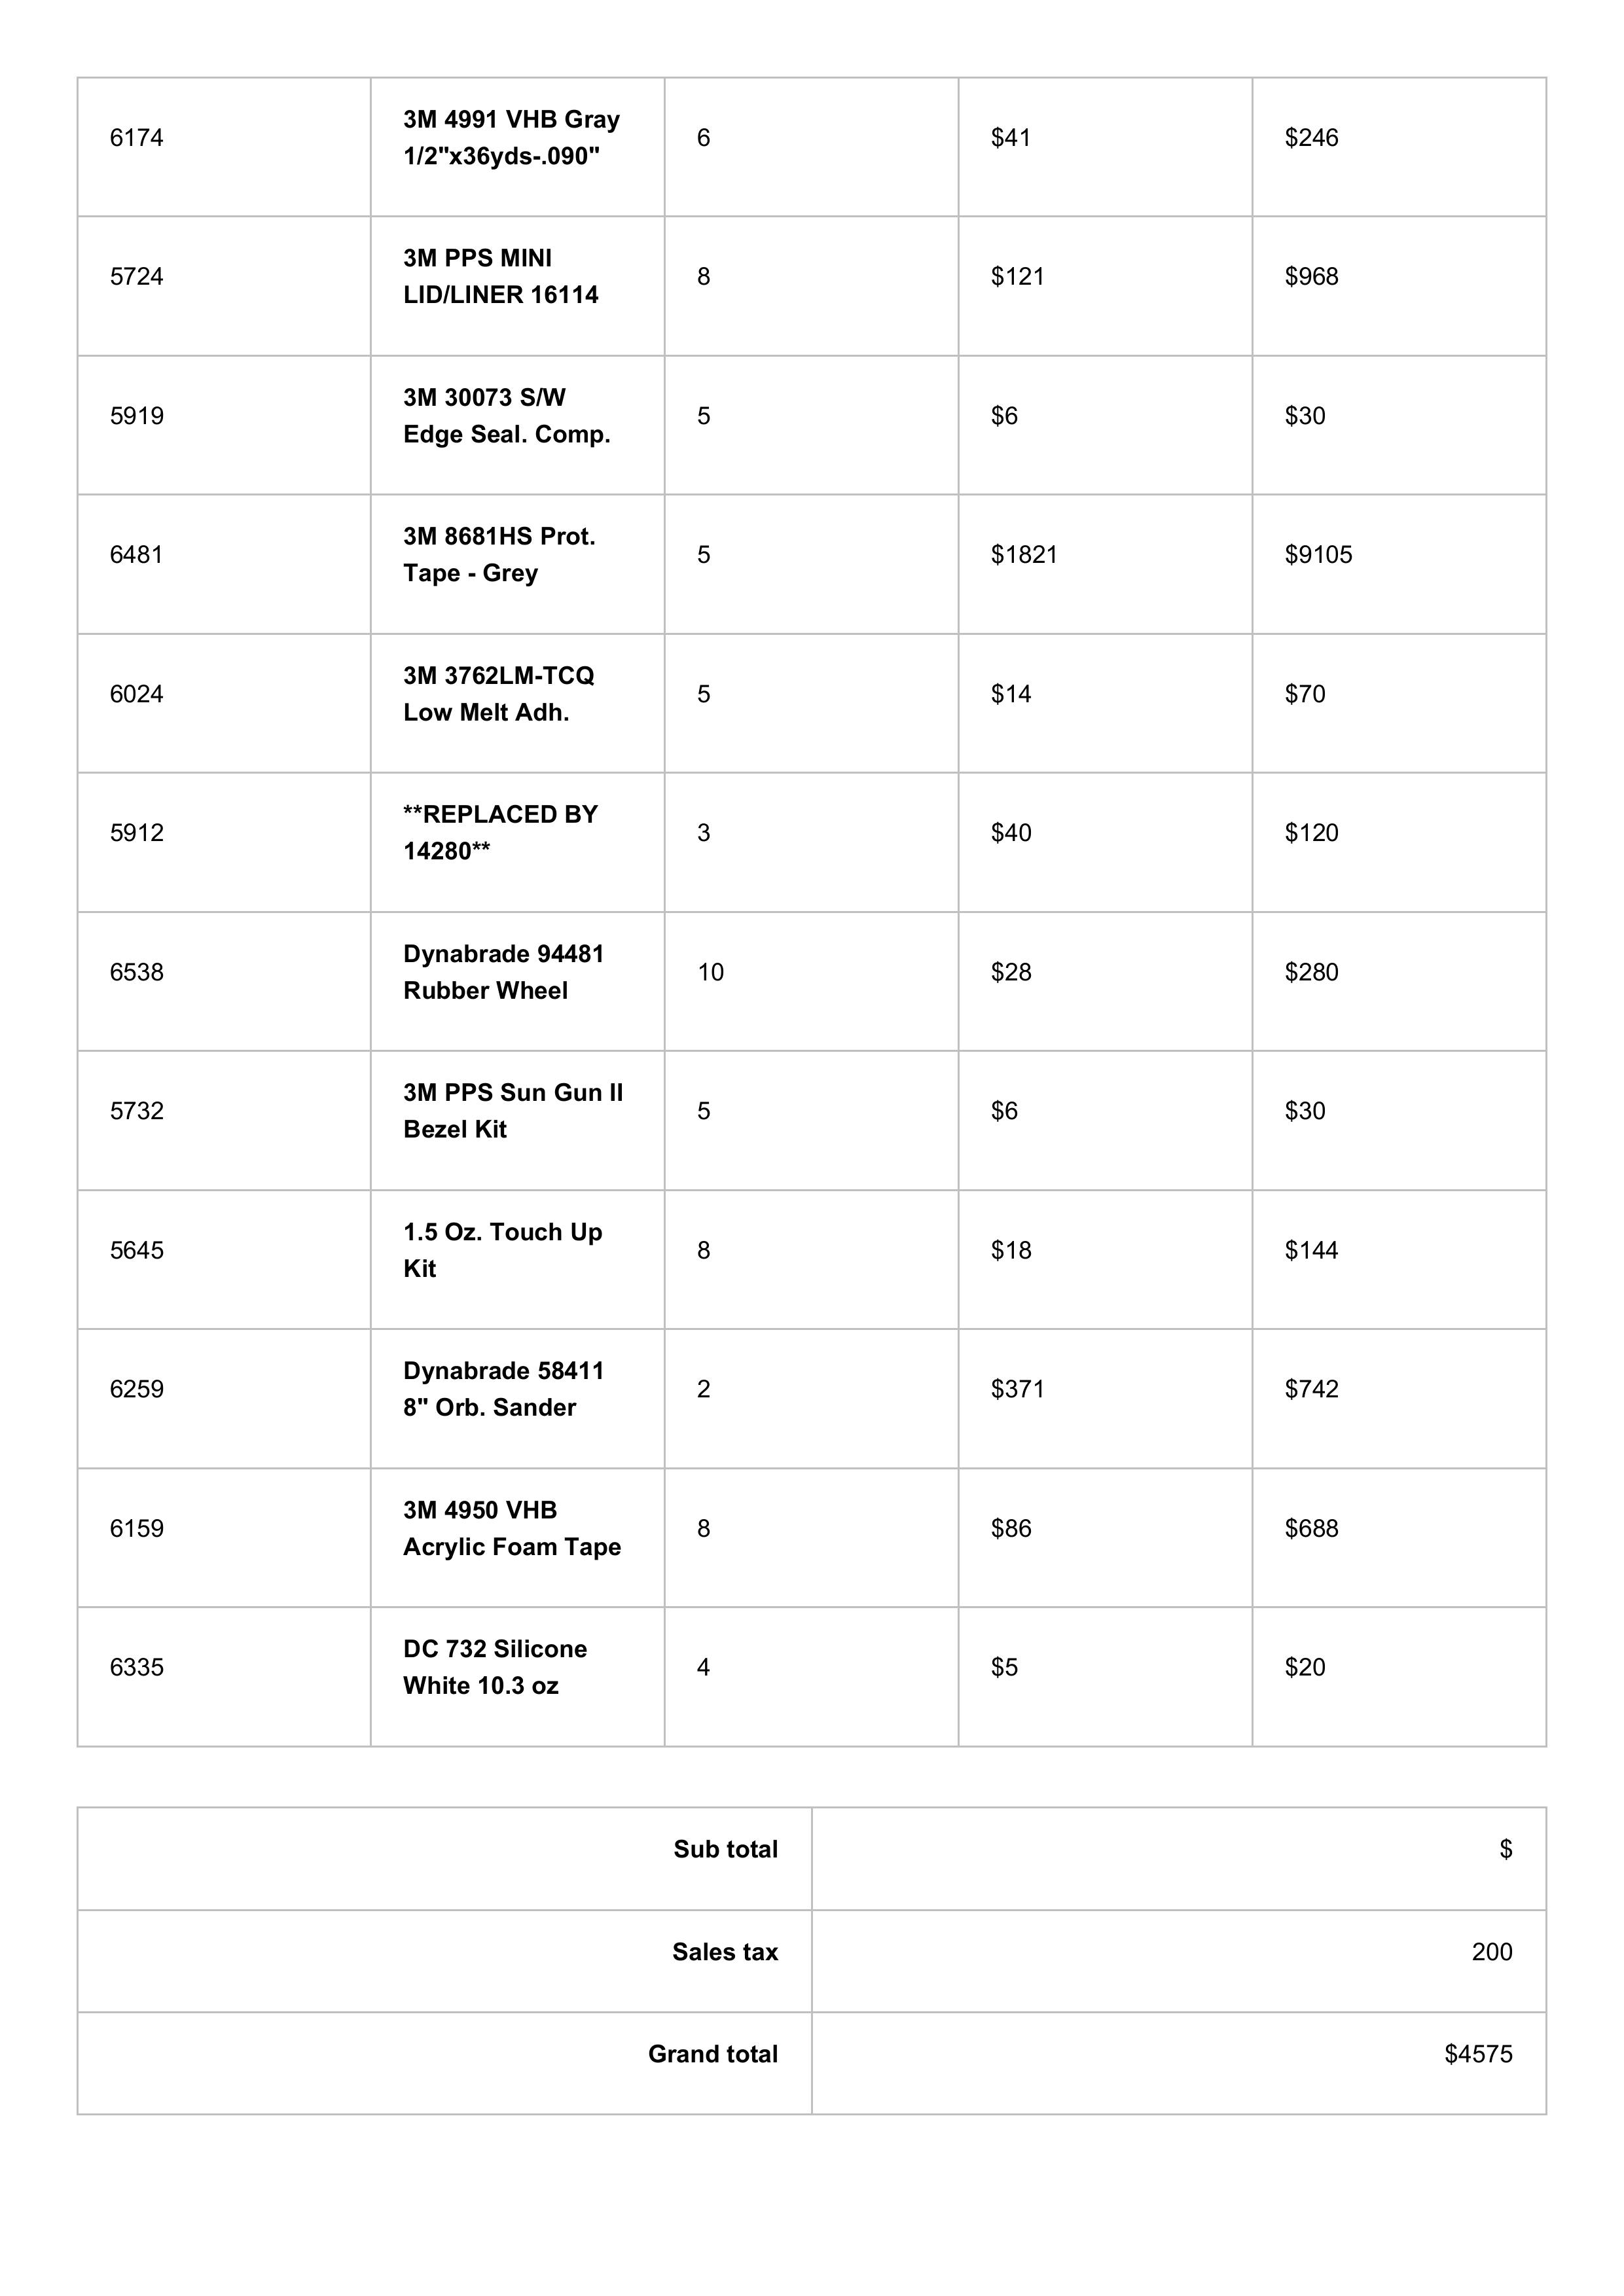 6174
3M 4991 VHB Gray
1/2"x36yds-.090"
6
$41
$246
5724
3M PPS MINI
LID/LINER 16114
8
$121
$968
5919
3M 30073 S/W
Edge Seal. Comp.
5
$6
$30
6481
3M 8681HS Prot.
Tape - Grey
5
$1821
$9105
6024
3M 3762LM-TCQ
Low Melt Adh.
5
$14
$70
5912
**REPLACED BY
14280**
3
$40
$120
6538
Dynabrade 94481
Rubber Wheel
10
$28
$280
5732
3M PPS Sun Gun II
Bezel Kit
5
$6
$30
5645
1.5 Oz. Touch Up
Kit
8
$18
$144
6259
Dynabrade 58411
8" Orb. Sander
2
$371
$742
6159
3M 4950 VHB
Acrylic Foam Tape
8
$86
$688
6335
DC 732 Silicone
White 10.3 oz
4
$5
$20
Sub total
$
Sales tax
200
Grand total
$4575